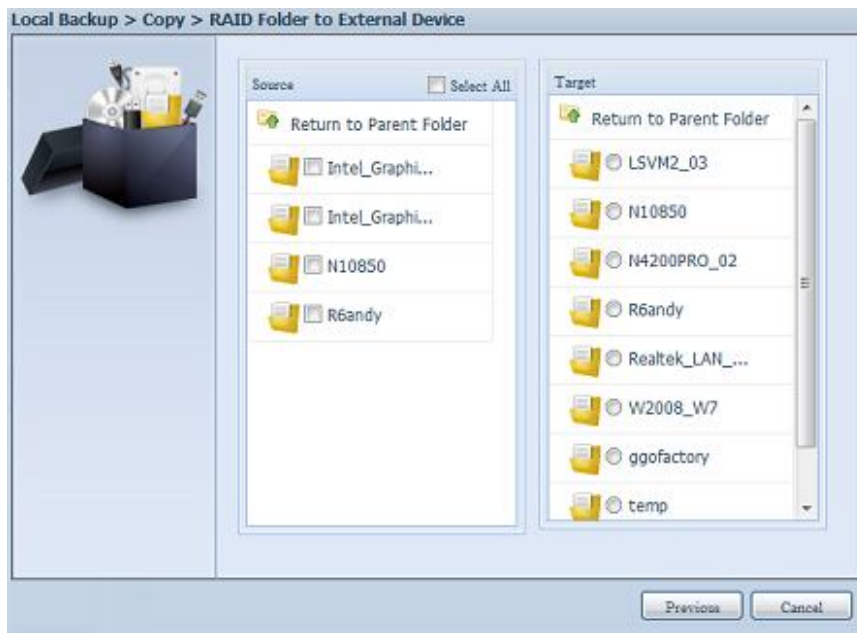 Local Backup > Copy > RAID Folder to External Device
Source
Select All
Return to Parent Folder
Intel_Graphi...
Intel_Graphi...
N10850
R6andy
Target
Return to Parent Folder
LSVM2_03
N10850
N4200PRO_02
R6andy
Realtek_LAN_...
W2008_W7
ggofactory
temp
Previous
Cancel